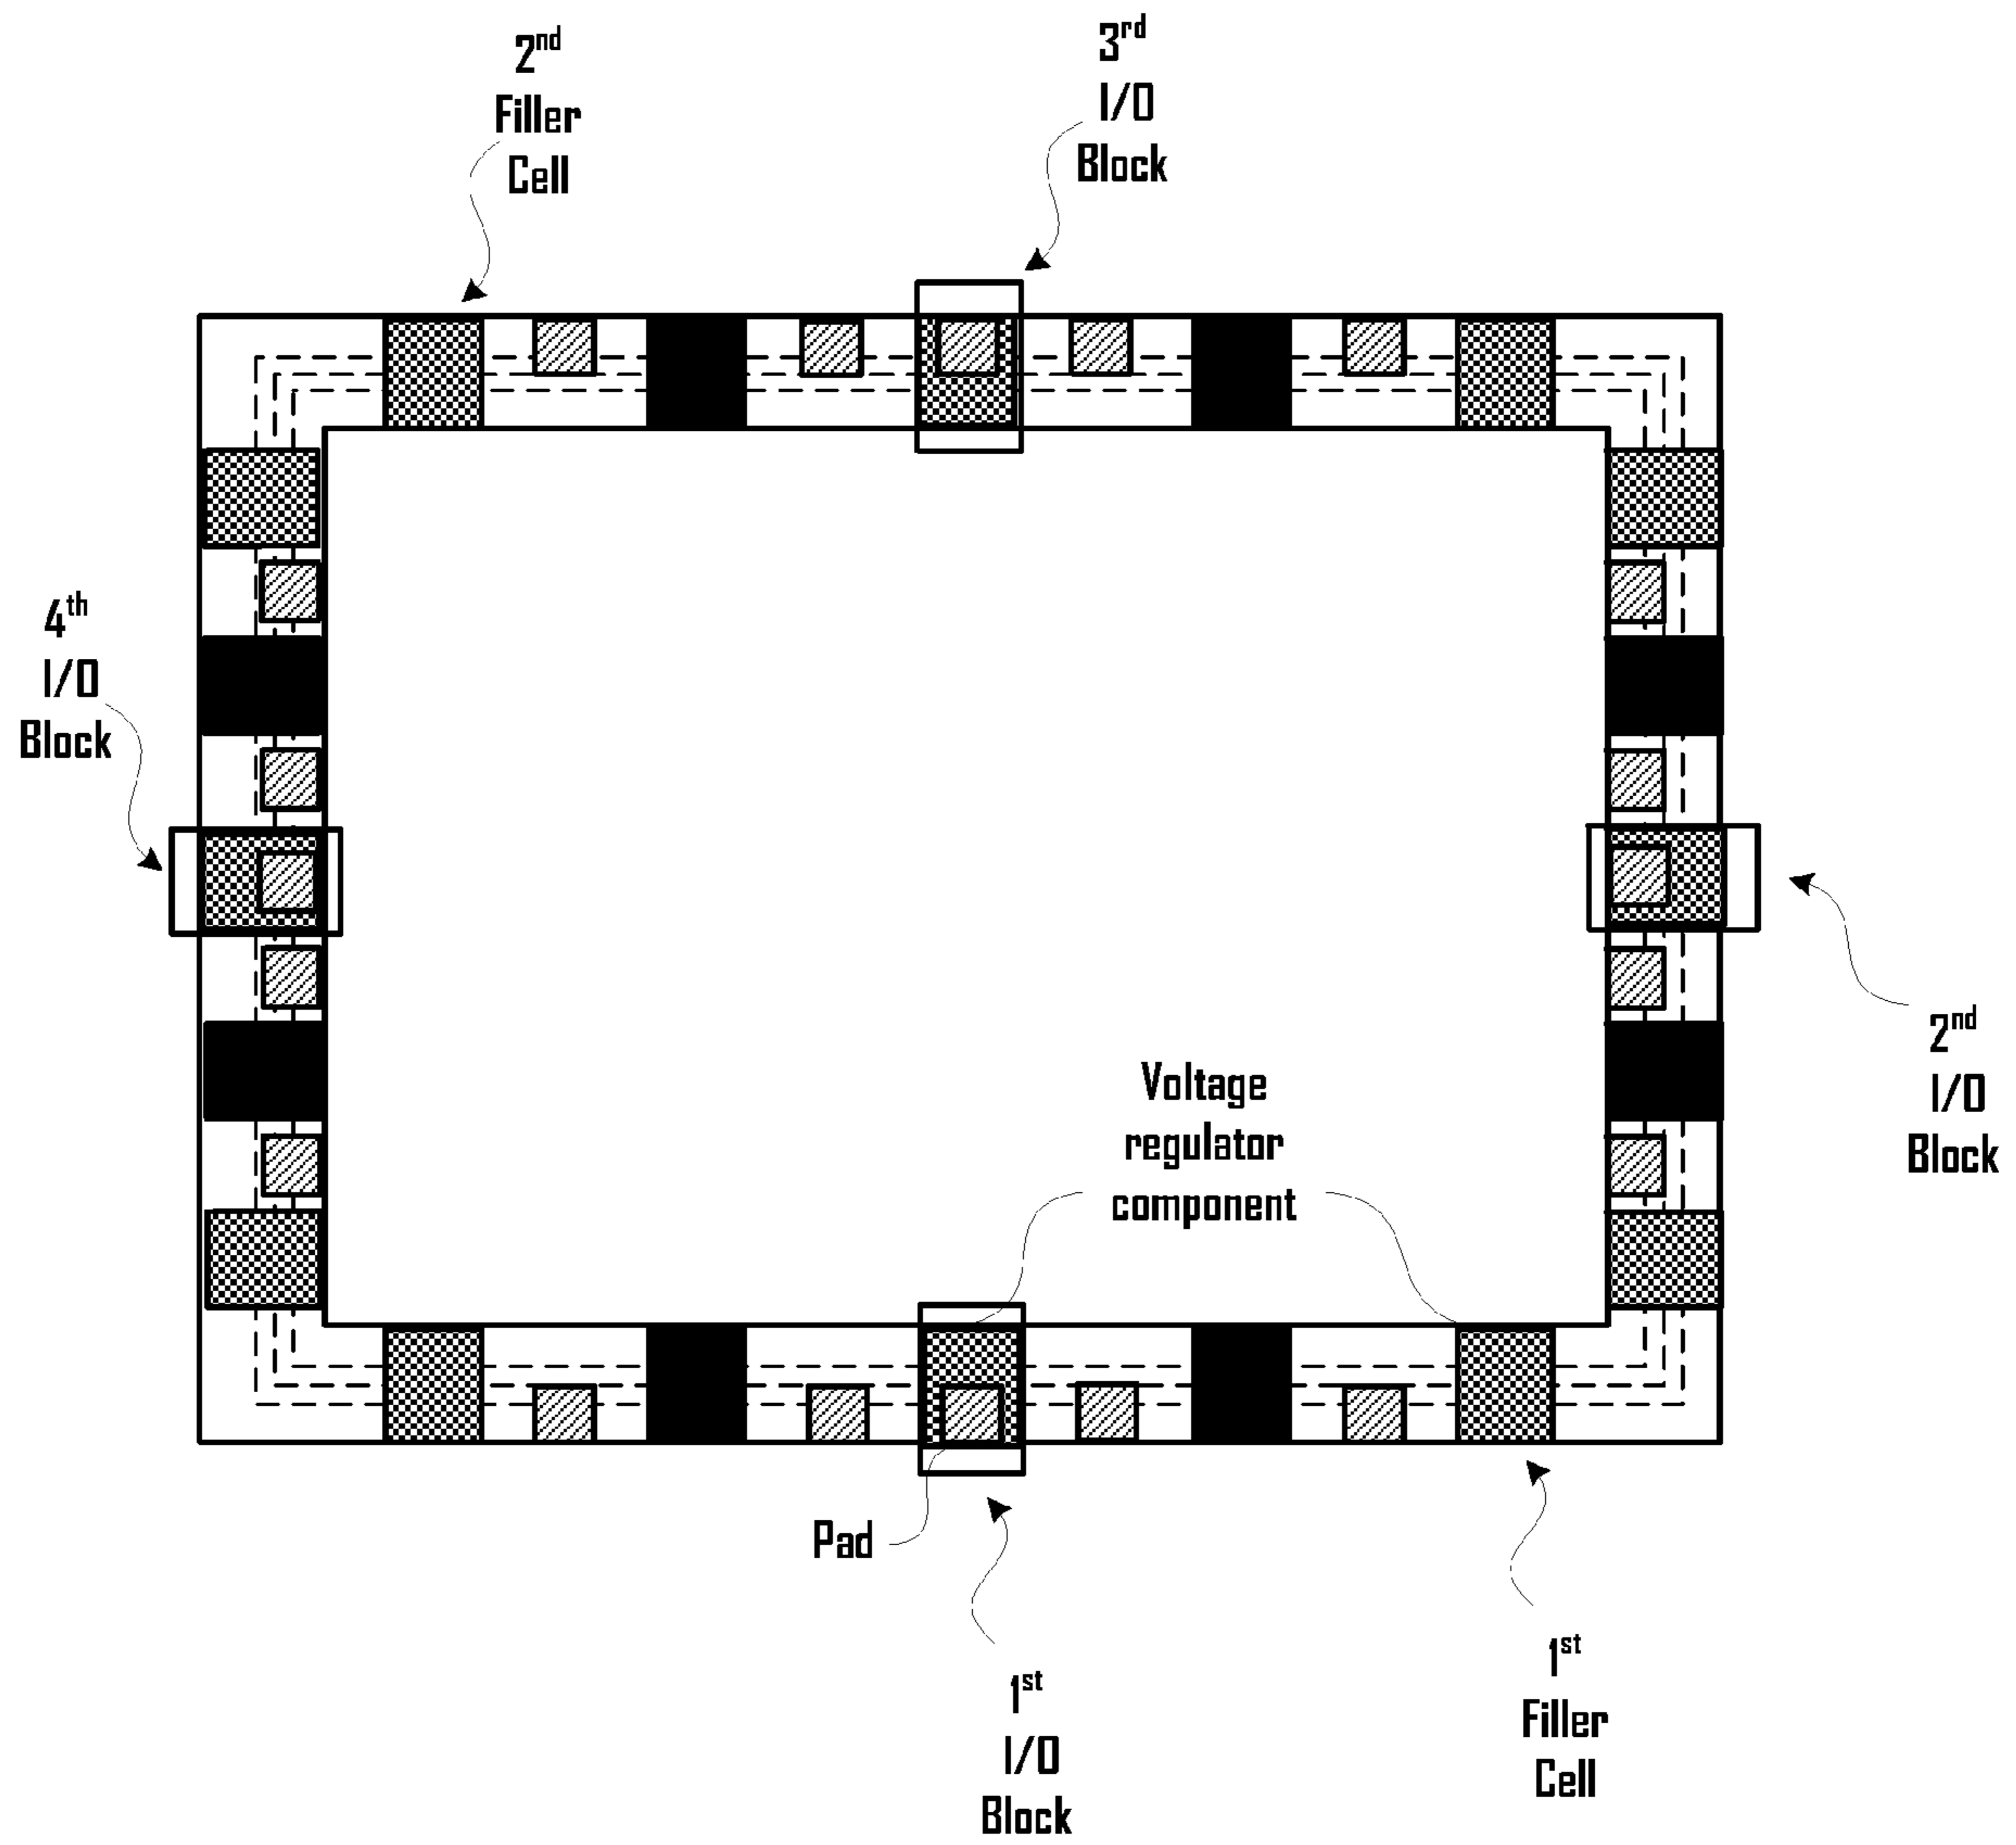 2nd
Filler
Cell
3rd
I/O
Block
4th
I/O
Block
2nd
I/O
Block
Voltage
regulator
component
Pad
1st
I/O
Block
1st
Filler
Cell